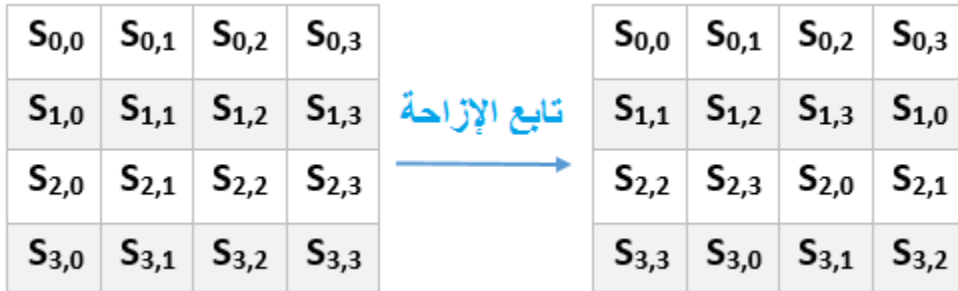 S0,0 S0,1 S0,2 S0,3
S1,0 S1,1 S1,2 S1,3
S2,0 S2,1 S2,2 S2,3
S3,0 S3,1 S3,2 S3,3
تابع الإزاحة
S0,0 S0,1 S0,2 S0,3
S1,1 S1,2 S1,3 S1,0
S2,2 S2,3 S2,0 S2,1
S3,3 S3,0 S3,1 S3,2